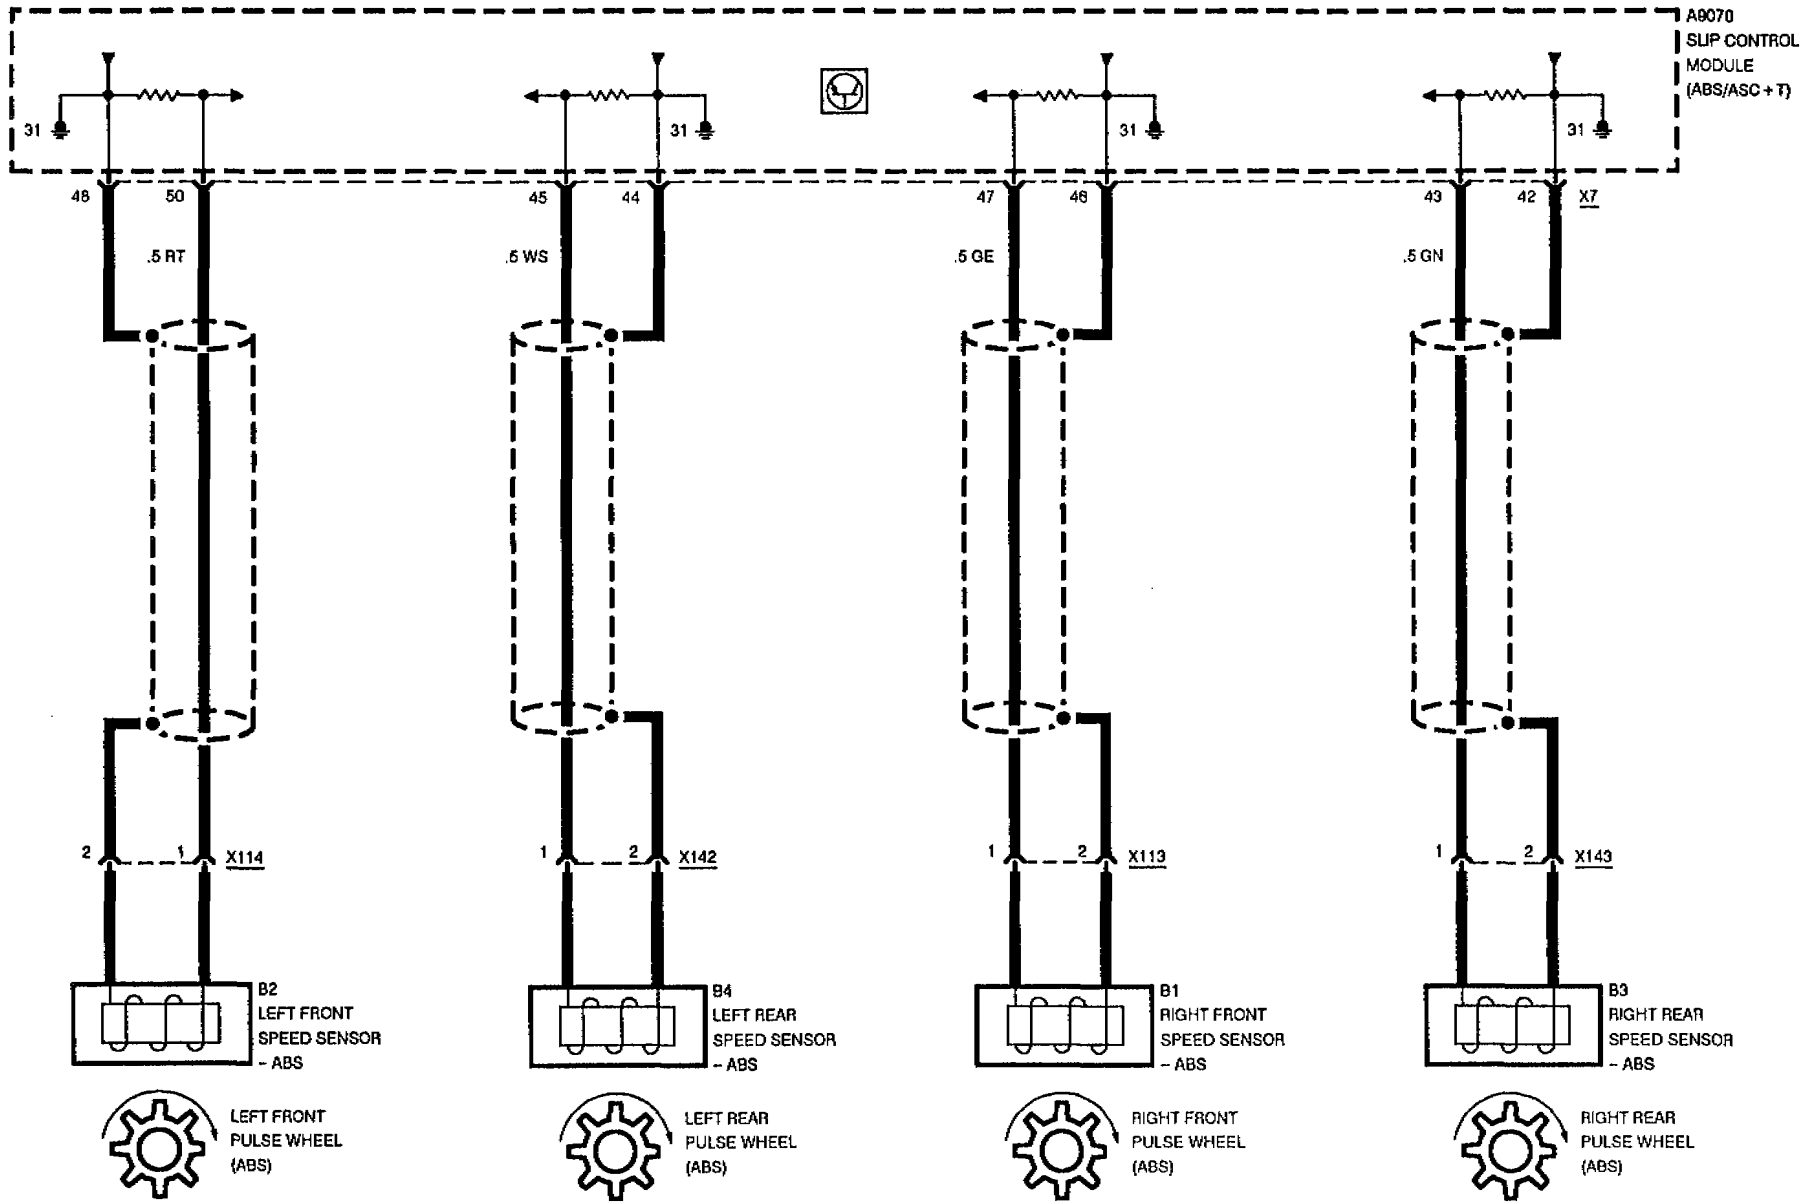 A9070
SLIP CONTROL
MODULE
(ABS/ASC + T)
31
31
31
31
48
50
45
44
47
46
43
42
X7
.5 RT
.5 WS
.5 GE
.5 GN
2
1
X114
1
2
X142
1
2
X113
1
2
X143
B2
LEFT FRONT
SPEED SENSOR
– ABS
B4
LEFT REAR
SPEED SENSOR
– ABS
B1
RIGHT FRONT
SPEED SENSOR
– ABS
B3
RIGHT REAR
SPEED SENSOR
– ABS
LEFT FRONT
PULSE WHEEL
(ABS)
LEFT REAR
PULSE WHEEL
(ABS)
RIGHT FRONT
PULSE WHEEL
(ABS)
RIGHT REAR
PULSE WHEEL
(ABS)